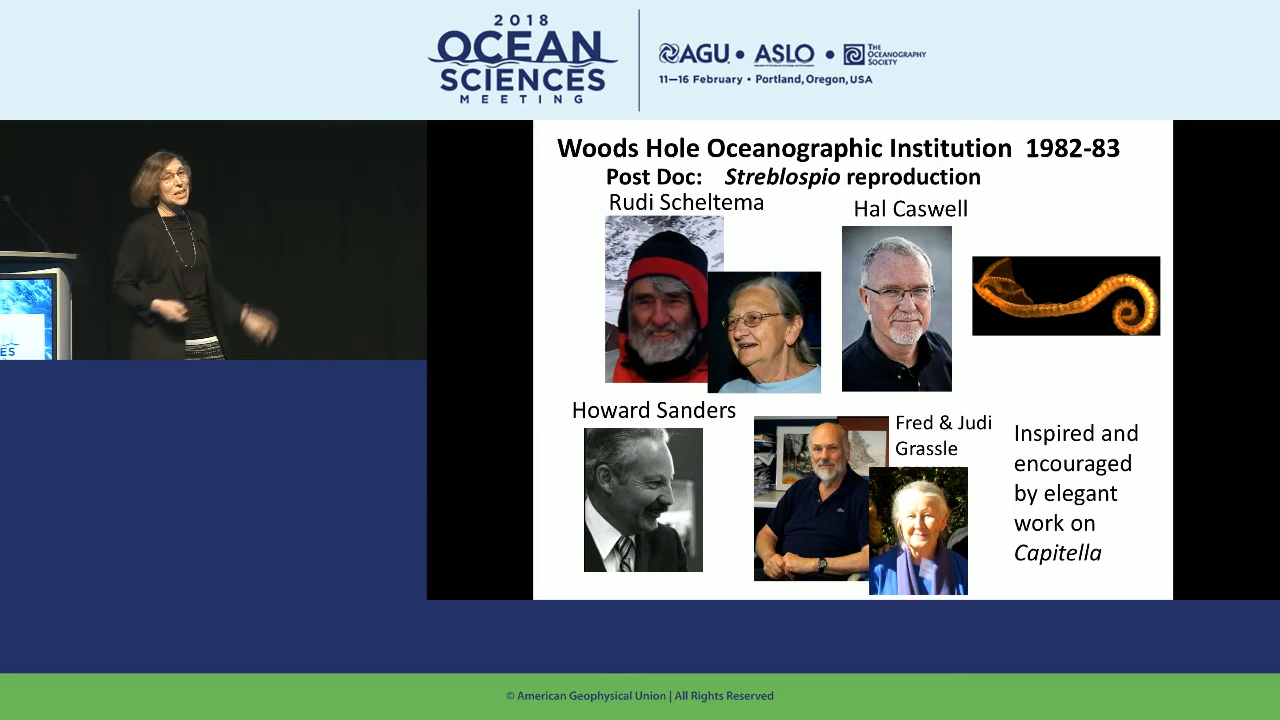 2018
OCEAN
SCIENCES
MEETING
AGU • ASLO • THE OCEANOGRAPHY SOCIETY
11–16 February • Portland, Oregon, USA
Woods Hole Oceanographic Institution 1982-83
Post Doc: Streblospio reproduction
Rudi Scheltema
Hal Caswell
Howard Sanders
Fred & Judi
Grassle
Inspired and
encouraged
by elegant
work on
Capitella
ES
© American Geophysical Union | All Rights Reserved